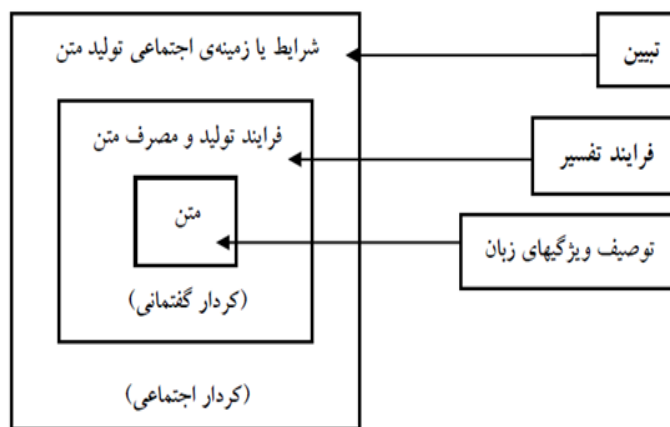 شرایط یا زمینه‌ی اجتماعی تولید متن
تبیین
فرایند تولید و مصرف متن
فرایند تفسیر
متن
توصیف ویژگیهای زبان
(کردار گفتمانی)
(کردار اجتماعی)